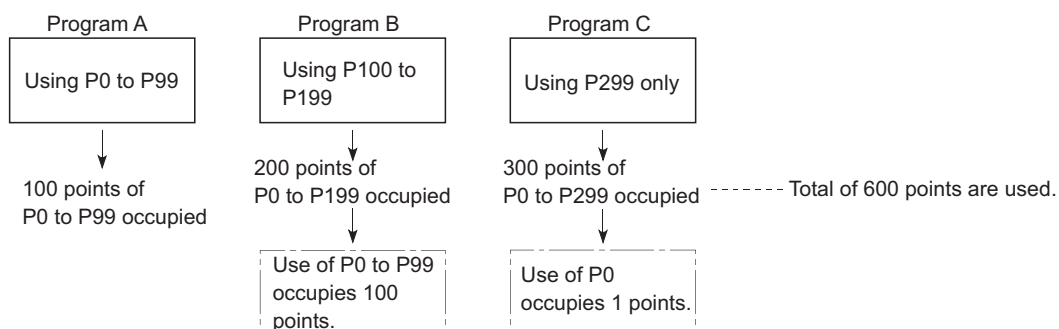 Program A
Program B
Program C
Using P0 to P99
Using P100 to
P199
Using P299 only
100 points of
P0 to P99 occupied
200 points of
P0 to P199 occupied
300 points of
P0 to P299 occupied
Total of 600 points are used.
Use of P0 to P99
occupies 100
points.
Use of P0
occupies 1 points.